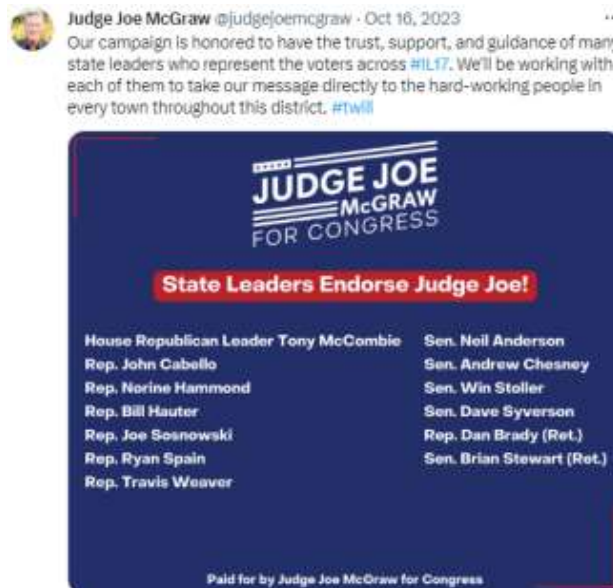 Judge Joe McGraw @judgejoemcgraw · Oct 16, 2023
Our campaign is honored to have the trust, support, and guidance of many
state leaders who represent the voters across #IL17. We'll be working with
each of them to take our message directly to the hard-working people in
every town throughout this district. #twill
JUDGE JOE
McGRAW
FOR CONGRESS
State Leaders Endorse Judge Joe!
House Republican Leader Tony McCombie
Rep. John Cabello
Rep. Norine Hammond
Rep. Bill Hauter
Rep. Joe Sosnowski
Rep. Ryan Spain
Rep. Travis Weaver
Sen. Neil Anderson
Sen. Andrew Chesney
Sen. Win Stoller
Sen. Dave Syverson
Rep. Dan Brady (Ret.)
Sen. Brian Stewart (Ret.)
Paid for by Judge Joe McGraw for Congress